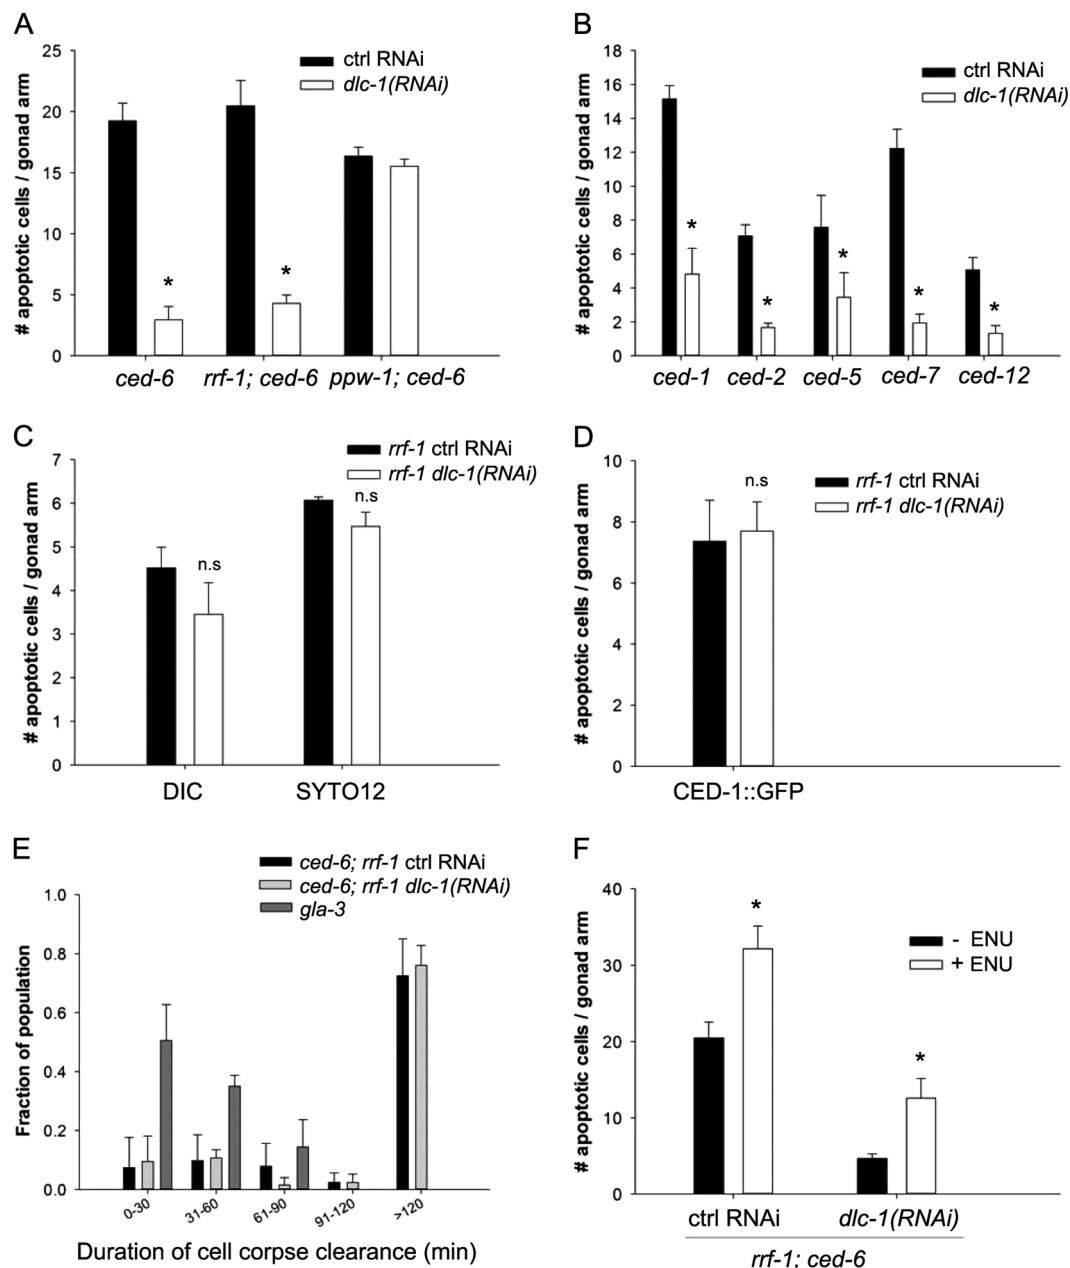 A
25
20
15
10
5
0
# apoptotic cells / gonad arm
ctrl RNAi
dlc-1(RNAi)
*
*
ced-6
rrf-1; ced-6
ppw-1; ced-6
B
18
16
14
12
10
8
6
4
2
0
# apoptotic cells / gonad arm
ctrl RNAi
dlc-1(RNAi)
*
*
*
*
*
ced-1
ced-2
ced-5
ced-7
ced-12
C
7
6
5
4
3
2
1
0
# apoptotic cells / gonad arm
rrf-1 ctrl RNAi
rrf-1 dlc-1(RNAi)
n.s
n.s
DIC
SYTO12
D
10
8
6
4
2
0
# apoptotic cells / gonad arm
rrf-1 ctrl RNAi
rrf-1 dlc-1(RNAi)
n.s
CED-1::GFP
E
1.0
0.8
0.6
0.4
0.2
0.0
Fraction of population
ced-6; rrf-1 ctrl RNAi
ced-6; rrf-1 dlc-1(RNAi)
gla-3
0-30
31-60
61-90
91-120
>120
Duration of cell corpse clearance (min)
F
40
30
20
10
0
# apoptotic cells / gonad arm
- ENU
+ ENU
*
*
ctrl RNAi
dlc-1(RNAi)
rrf-1; ced-6